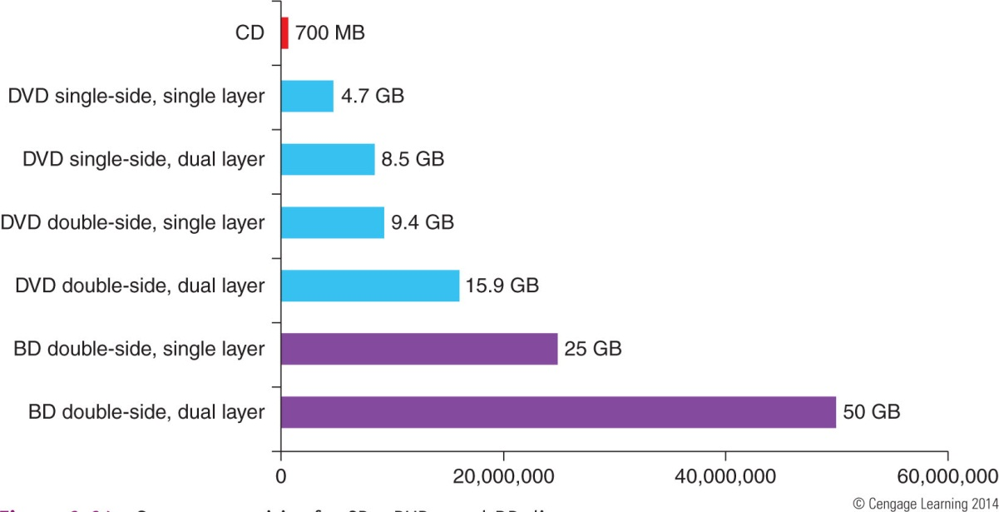 CD 700 MB
DVD single-side, single layer 4.7 GB
DVD single-side, dual layer 8.5 GB
DVD double-side, single layer 9.4 GB
DVD double-side, dual layer 15.9 GB
BD double-side, single layer 25 GB
BD double-side, dual layer 50 GB
0 20,000,000 40,000,000 60,000,000
© Cengage Learning 2014